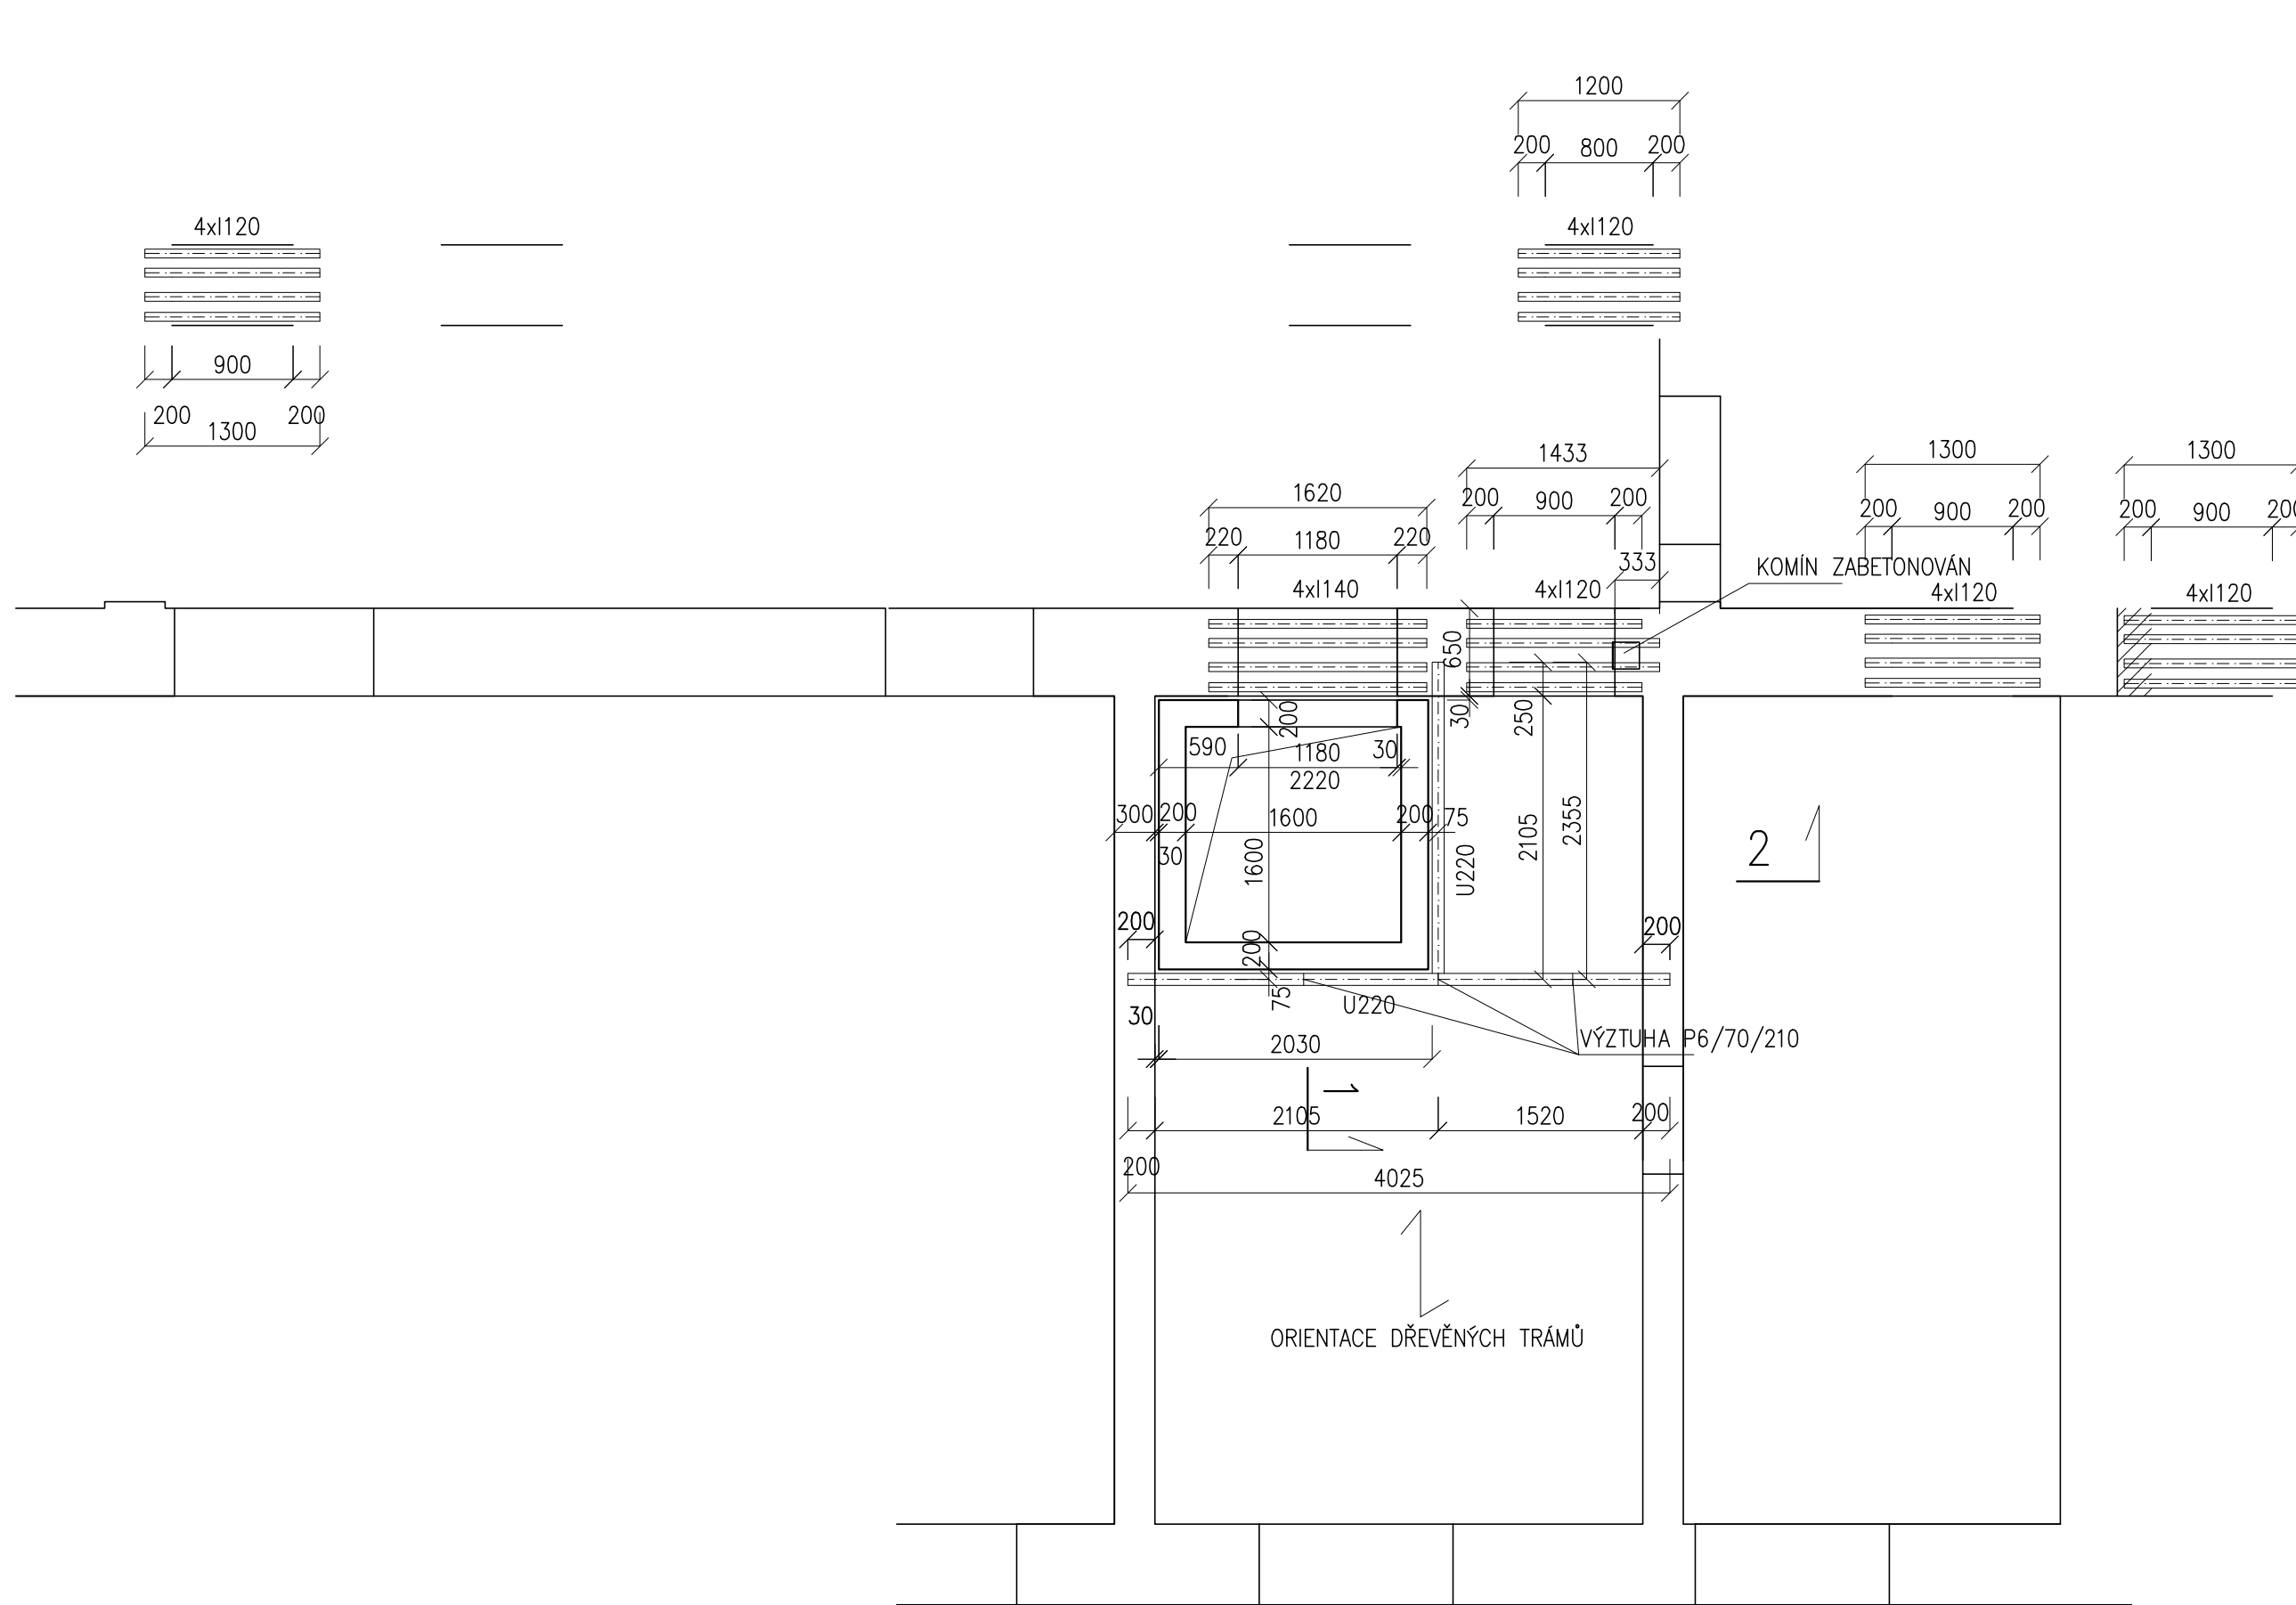 1200
200 800 200
4xI120
4xI120
900
200 200
1300
1433
200 900 200
1620
220 1180 220
333
1300
200 900 200
1300
200 900
KOMÍN ZABETONOVÁN
4xI140
4xI120
4xI120
4xI120
650
30
200
250
590 1180 30
2220
300 200 1600 200 75
30
1600
U220
2105
2355
2
200
200
200
75
U220
30
VÝZTUHA P6/70/210
2030
1
2105 1520 200
200
4025
ORIENTACE DŘEVĚNÝCH TRÁMŮ